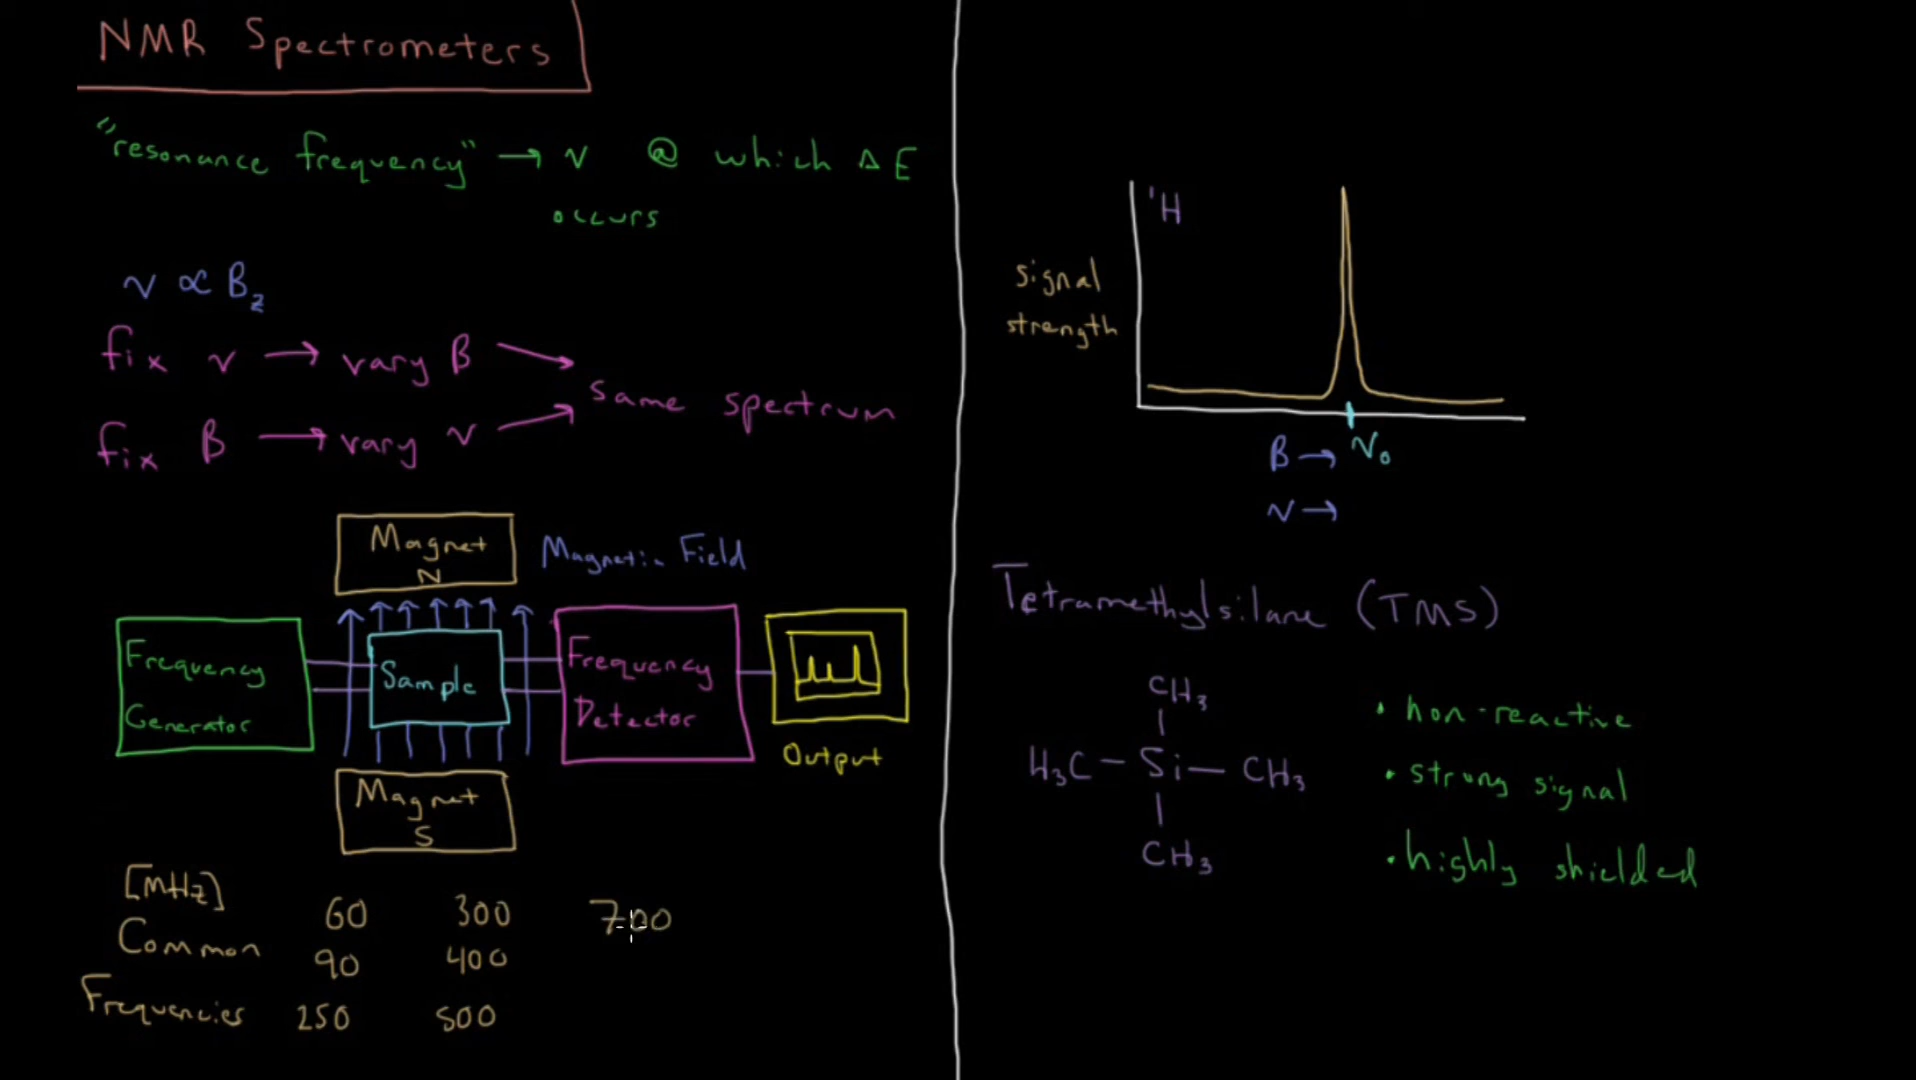 NMR Spectrometers
"resonance frequency" → ν @ which ΔE
occurs
ν ∝ Bz
fix ν → vary B
same spectrum
fix B → vary ν
Magnet
N
Magnetic Field
Frequency
Generator
Sample
Frequency
Detector
Output
Magnet
S
[MHz]
Common
Frequencies
60 300 700
90 400
250 500
¹H
signal
strength
B → ν₀
ν →
Tetramethylsilane (TMS)
CH₃
H₃C — Si — CH₃
CH₃
• non-reactive
• strong signal
• highly shielded